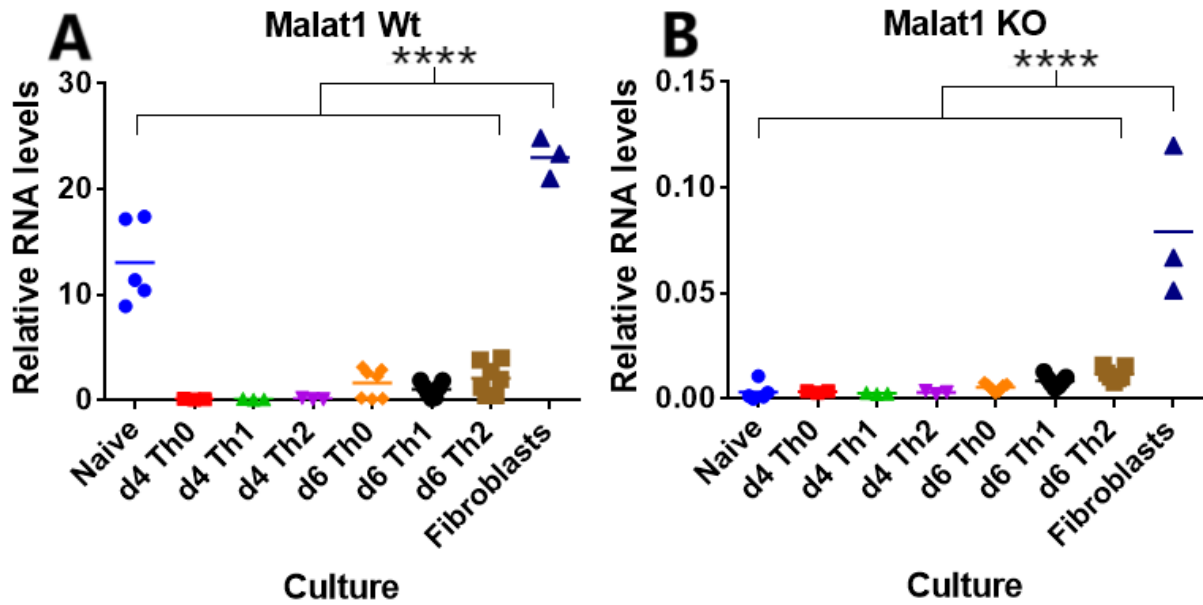 A
Malat1 Wt
****
Relative RNA levels
30
20
10
0
Naive
d4 Th0
d4 Th1
d4 Th2
d6 Th0
d6 Th1
d6 Th2
Fibroblasts
Culture
B
Malat1 KO
****
Relative RNA levels
0.15
0.10
0.05
0.00
Naive
d4 Th0
d4 Th1
d4 Th2
d6 Th0
d6 Th1
d6 Th2
Fibroblasts
Culture